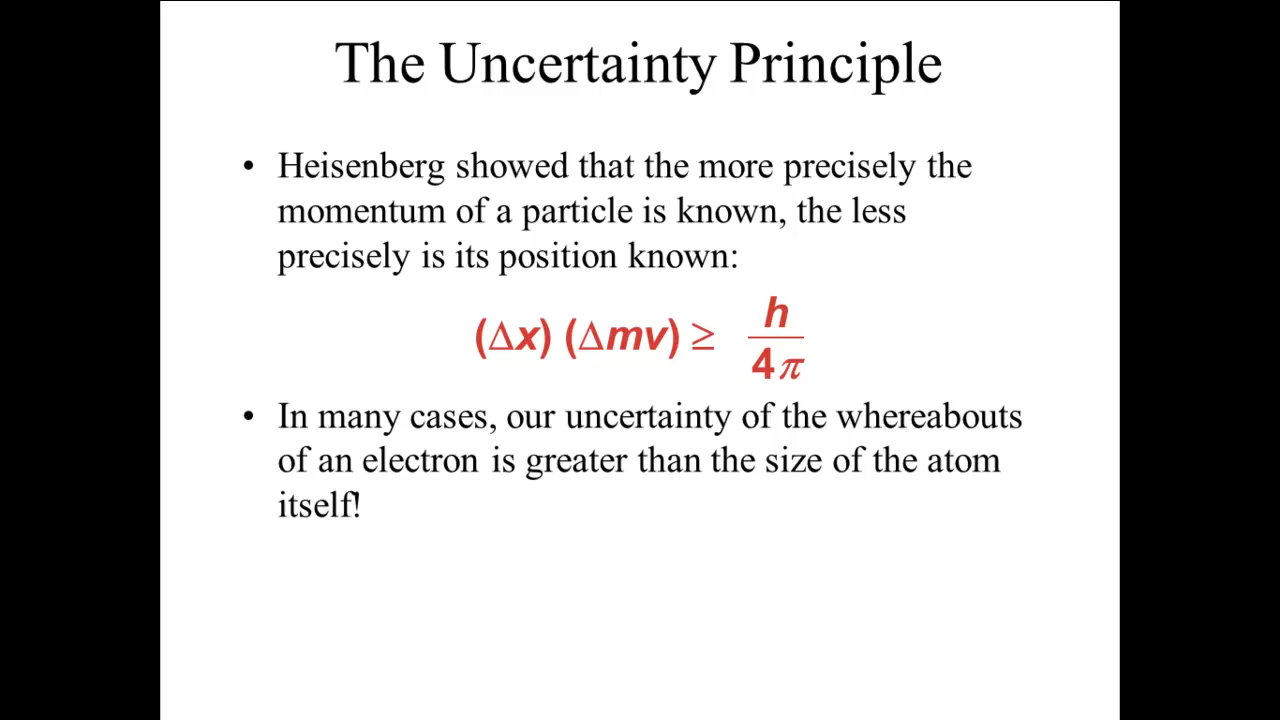 The Uncertainty Principle
• Heisenberg showed that the more precisely the
momentum of a particle is known, the less
precisely is its position known:
(Δx) (Δmv) ≥ h
4π
• In many cases, our uncertainty of the whereabouts
of an electron is greater than the size of the atom
itself!